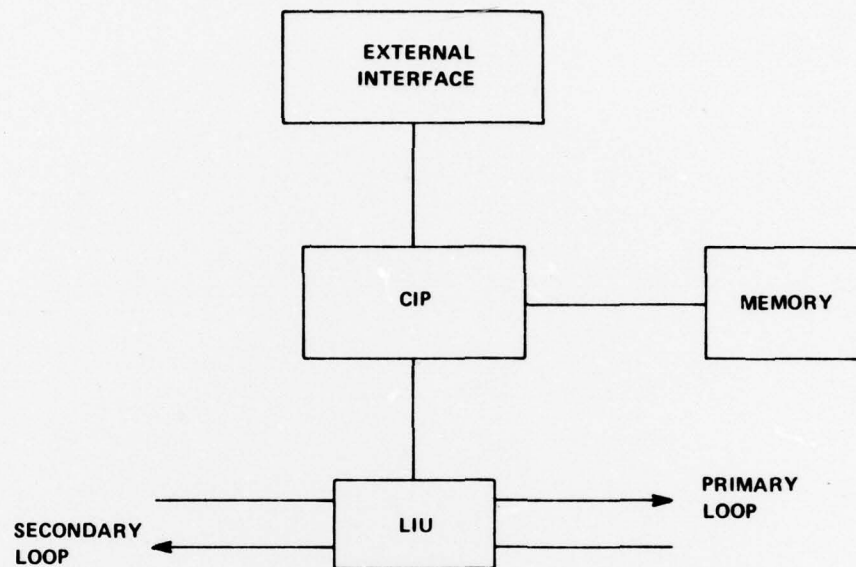 EXTERNAL
INTERFACE
CIP
MEMORY
PRIMARY
LOOP
LIU
SECONDARY
LOOP